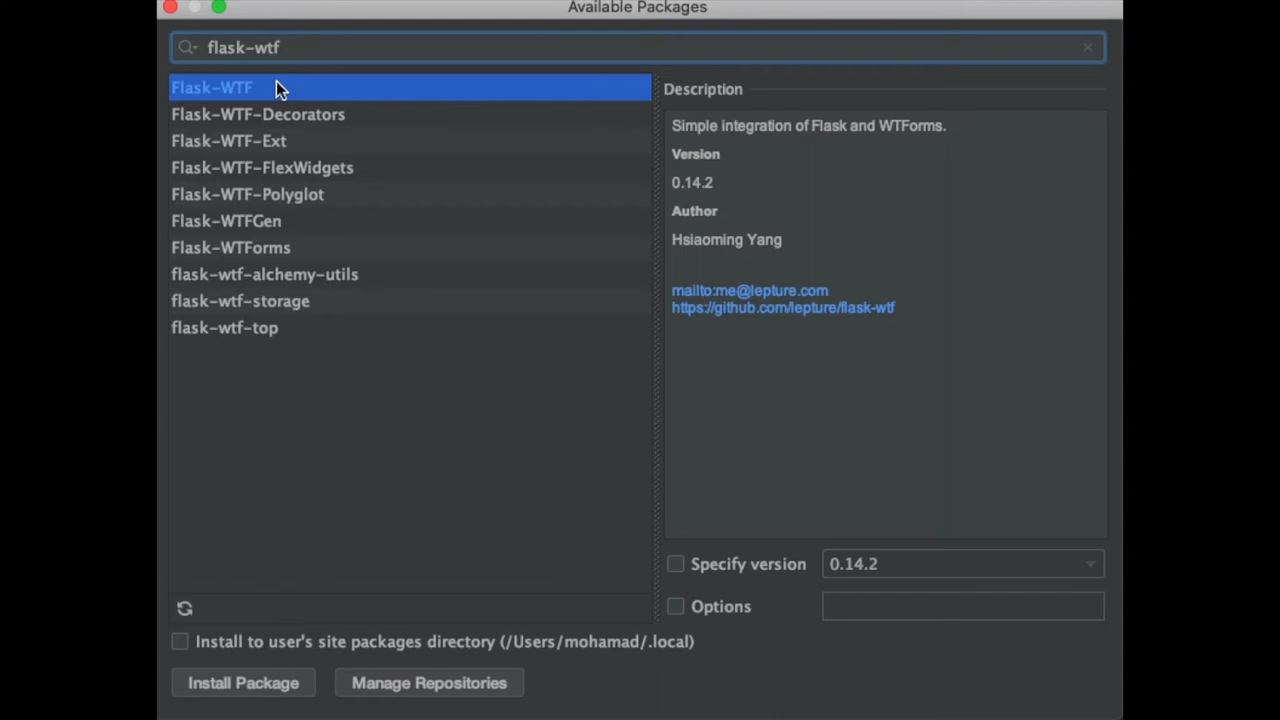 Available Packages
flask-wtf
Flask-WTF
Flask-WTF-Decorators
Flask-WTF-Ext
Flask-WTF-FlexWidgets
Flask-WTF-Polyglot
Flask-WTFGen
Flask-WTForms
flask-wtf-alchemy-utils
flask-wtf-storage
flask-wtf-top
Description
Simple integration of Flask and WTForms.
Version
0.14.2
Author
Hsiaoming Yang
mailto:me@lepture.com
https://github.com/lepture/flask-wtf
Specify version 0.14.2
Options
Install to user's site packages directory (/Users/mohamad/.local)
Install Package Manage Repositories